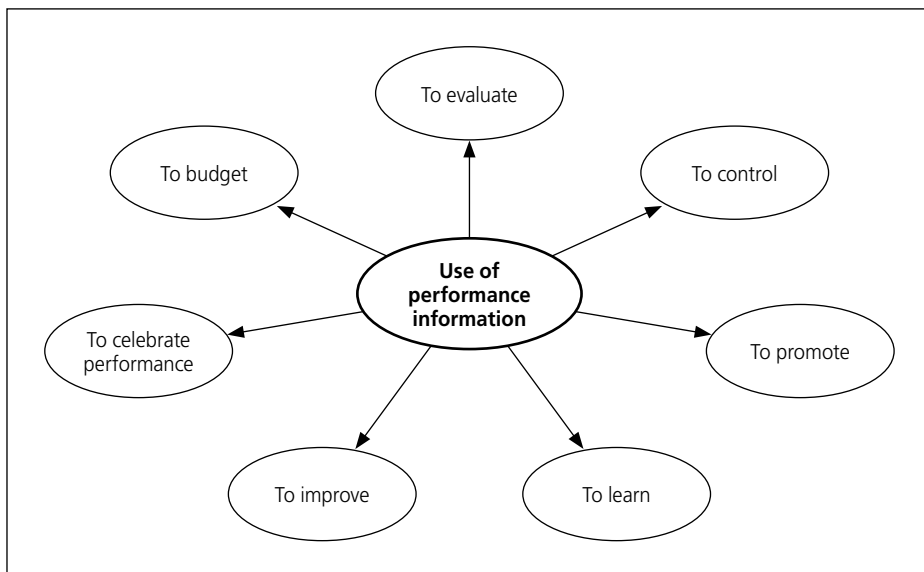 To evaluate
To budget
To control
Use of
performance
information
To celebrate
performance
To promote
To improve
To learn